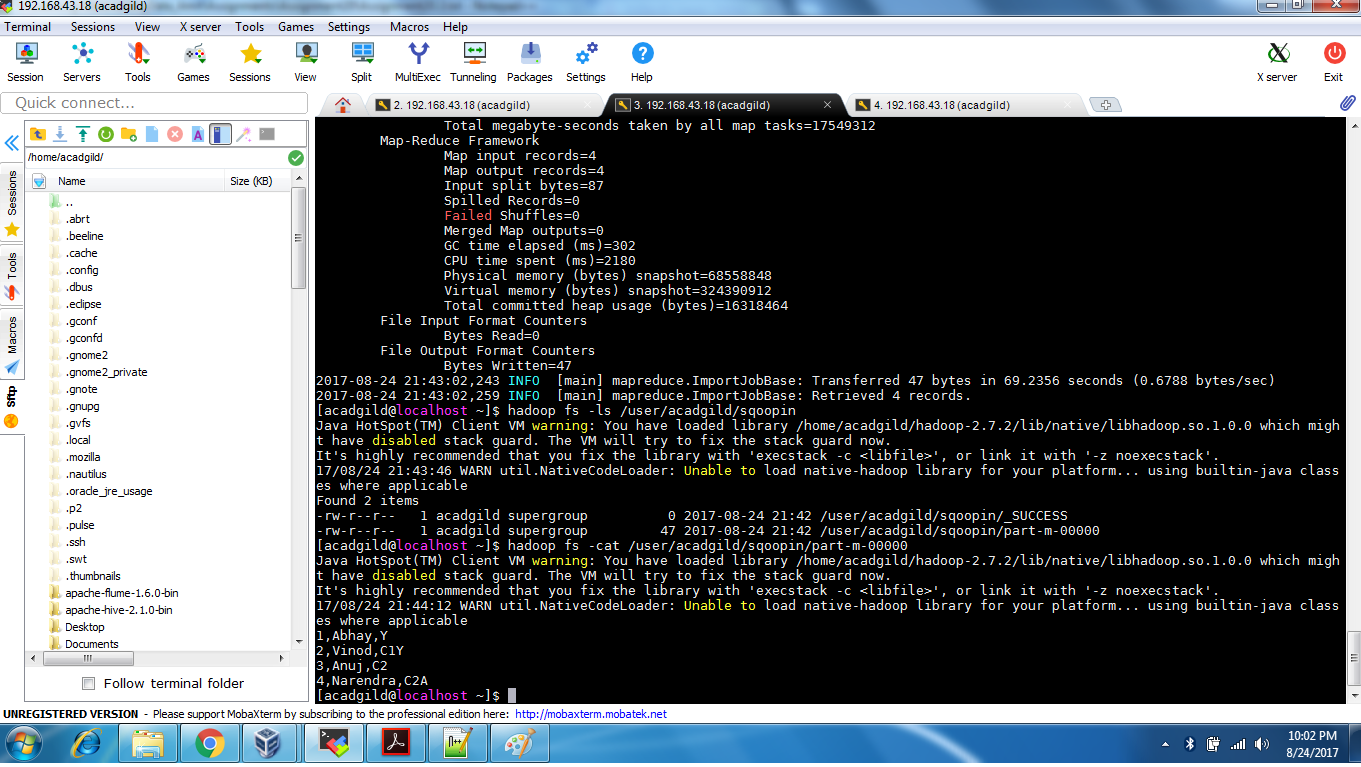 192.168.43.18 (acadgild)
Terminal Sessions View X server Tools Games Settings Macros Help
Session Servers Tools Games Sessions View Split MultiExec Tunneling Packages Settings Help X server Exit
Quick connect...
2. 192.168.43.18 (acadgild)
3. 192.168.43.18 (acadgild)
4. 192.168.43.18 (acadgild)
Sessions
Tools
Macros
Sftp
/home/acadgild/
Name Size (KB)
..
.abrt
.beeline
.cache
.config
.dbus
.eclipse
.gconf
.gconfd
.gnome2
.gnome2_private
.gnote
.gnupg
.gvfs
.local
.mozilla
.nautilus
.oracle_jre_usage
.p2
.pulse
.ssh
.swt
.thumbnails
apache-flume-1.6.0-bin
apache-hive-2.1.0-bin
Desktop
Documents
Follow terminal folder
Total megabyte-seconds taken by all map tasks=17549312
Map-Reduce Framework
Map input records=4
Map output records=4
Input split bytes=87
Spilled Records=0
Failed Shuffles=0
Merged Map outputs=0
GC time elapsed (ms)=302
CPU time spent (ms)=2180
Physical memory (bytes) snapshot=68558848
Virtual memory (bytes) snapshot=324390912
Total committed heap usage (bytes)=16318464
File Input Format Counters
Bytes Read=0
File Output Format Counters
Bytes Written=47
2017-08-24 21:43:02,243 INFO  [main] mapreduce.ImportJobBase: Transferred 47 bytes in 69.2356 seconds (0.6788 bytes/sec)
2017-08-24 21:43:02,259 INFO  [main] mapreduce.ImportJobBase: Retrieved 4 records.
[acadgild@localhost ~]$ hadoop fs -ls /user/acadgild/sqoopin
Java HotSpot(TM) Client VM warning: You have loaded library /home/acadgild/hadoop-2.7.2/lib/native/libhadoop.so.1.0.0 which migh
t have disabled stack guard. The VM will try to fix the stack guard now.
It's highly recommended that you fix the library with 'execstack -c <libfile>', or link it with '-z noexecstack'.
17/08/24 21:43:46 WARN util.NativeCodeLoader: Unable to load native-hadoop library for your platform... using builtin-java class
es where applicable
Found 2 items
-rw-r--r--   1 acadgild supergroup          0 2017-08-24 21:42 /user/acadgild/sqoopin/_SUCCESS
-rw-r--r--   1 acadgild supergroup         47 2017-08-24 21:42 /user/acadgild/sqoopin/part-m-00000
[acadgild@localhost ~]$ hadoop fs -cat /user/acadgild/sqoopin/part-m-00000
Java HotSpot(TM) Client VM warning: You have loaded library /home/acadgild/hadoop-2.7.2/lib/native/libhadoop.so.1.0.0 which migh
t have disabled stack guard. The VM will try to fix the stack guard now.
It's highly recommended that you fix the library with 'execstack -c <libfile>', or link it with '-z noexecstack'.
17/08/24 21:44:12 WARN util.NativeCodeLoader: Unable to load native-hadoop library for your platform... using builtin-java class
es where applicable
1,Abhay,Y
2,Vinod,C1Y
3,Anuj,C2
4,Narendra,C2A
[acadgild@localhost ~]$
UNREGISTERED VERSION - Please support MobaXterm by subscribing to the professional edition here: http://mobaxterm.mobatek.net
10:02 PM
8/24/2017